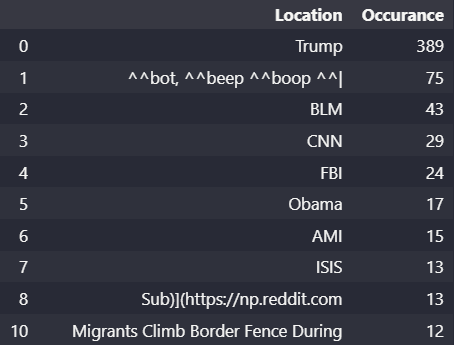 Location Occurance
0 Trump 389
1 ^^bot, ^^beep ^^boop ^^| 75
2 BLM 43
3 CNN 29
4 FBI 24
5 Obama 17
6 AMI 15
7 ISIS 13
8 Sub)](https://np.reddit.com 13
10 Migrants Climb Border Fence During 12